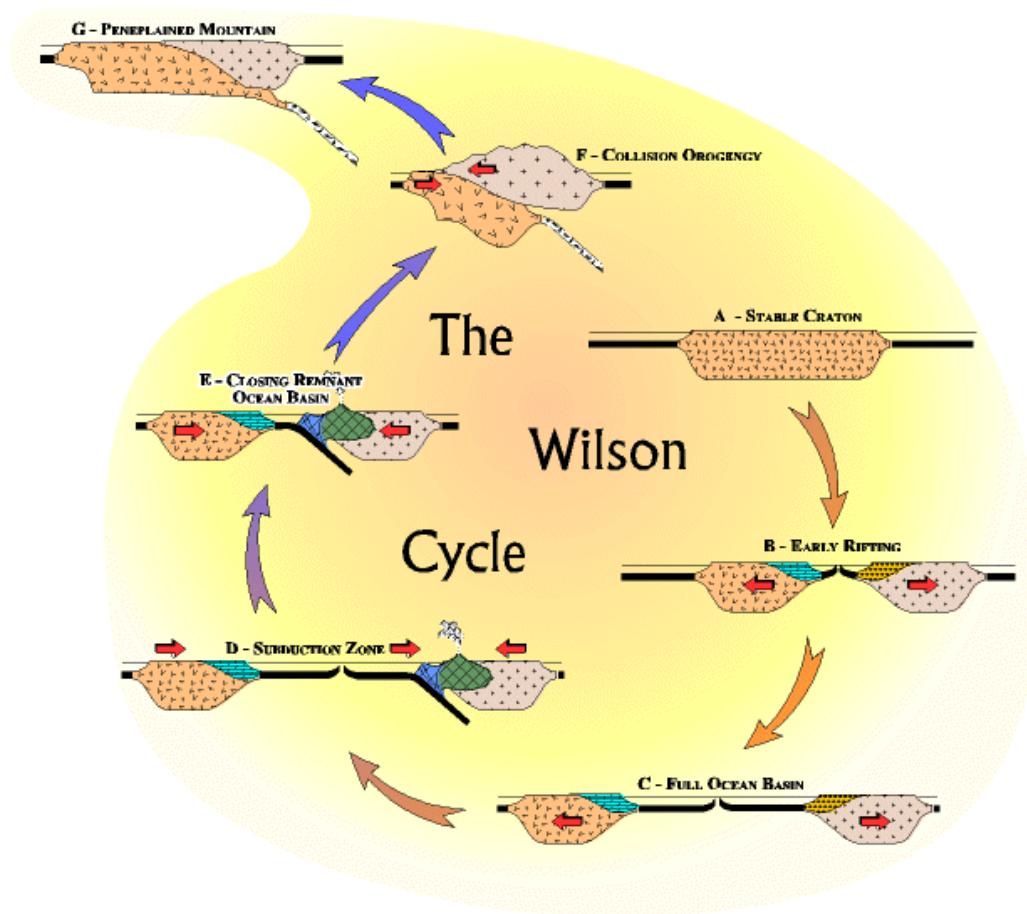 G - Peneplained Mountain
F - Collision Orogengy
The
A - Stable Craton
E - Closing Remnant
Ocean Basin
Wilson
B - Early Rifting
Cycle
D - Subduction Zone
C - Full Ocean Basin